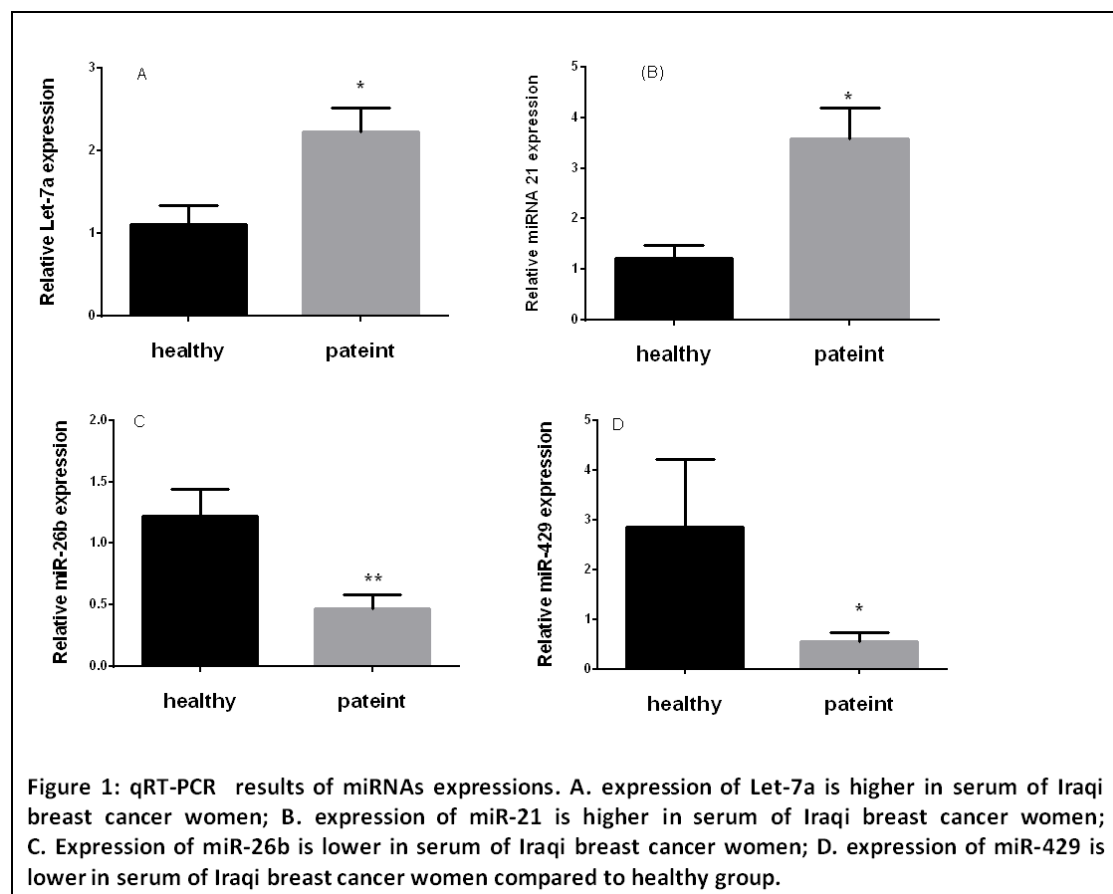 A
Relative Let-7a expression
3
2
1
0
*
healthy pateint
(B)
Relative miRNA 21 expression
5
4
3
2
1
0
*
healthy pateint
C
Relative miR-26b expression
2.0
1.5
1.0
0.5
0.0
**
healthy pateint
D
Relative miR-429 expression
5
4
3
2
1
0
*
healthy pateint
Figure 1: qRT-PCR results of miRNAs expressions. A. expression of Let-7a is higher in serum of Iraqi
breast cancer women; B. expression of miR-21 is higher in serum of Iraqi breast cancer women;
C. Expression of miR-26b is lower in serum of Iraqi breast cancer women; D. expression of miR-429 is
lower in serum of Iraqi breast cancer women compared to healthy group.